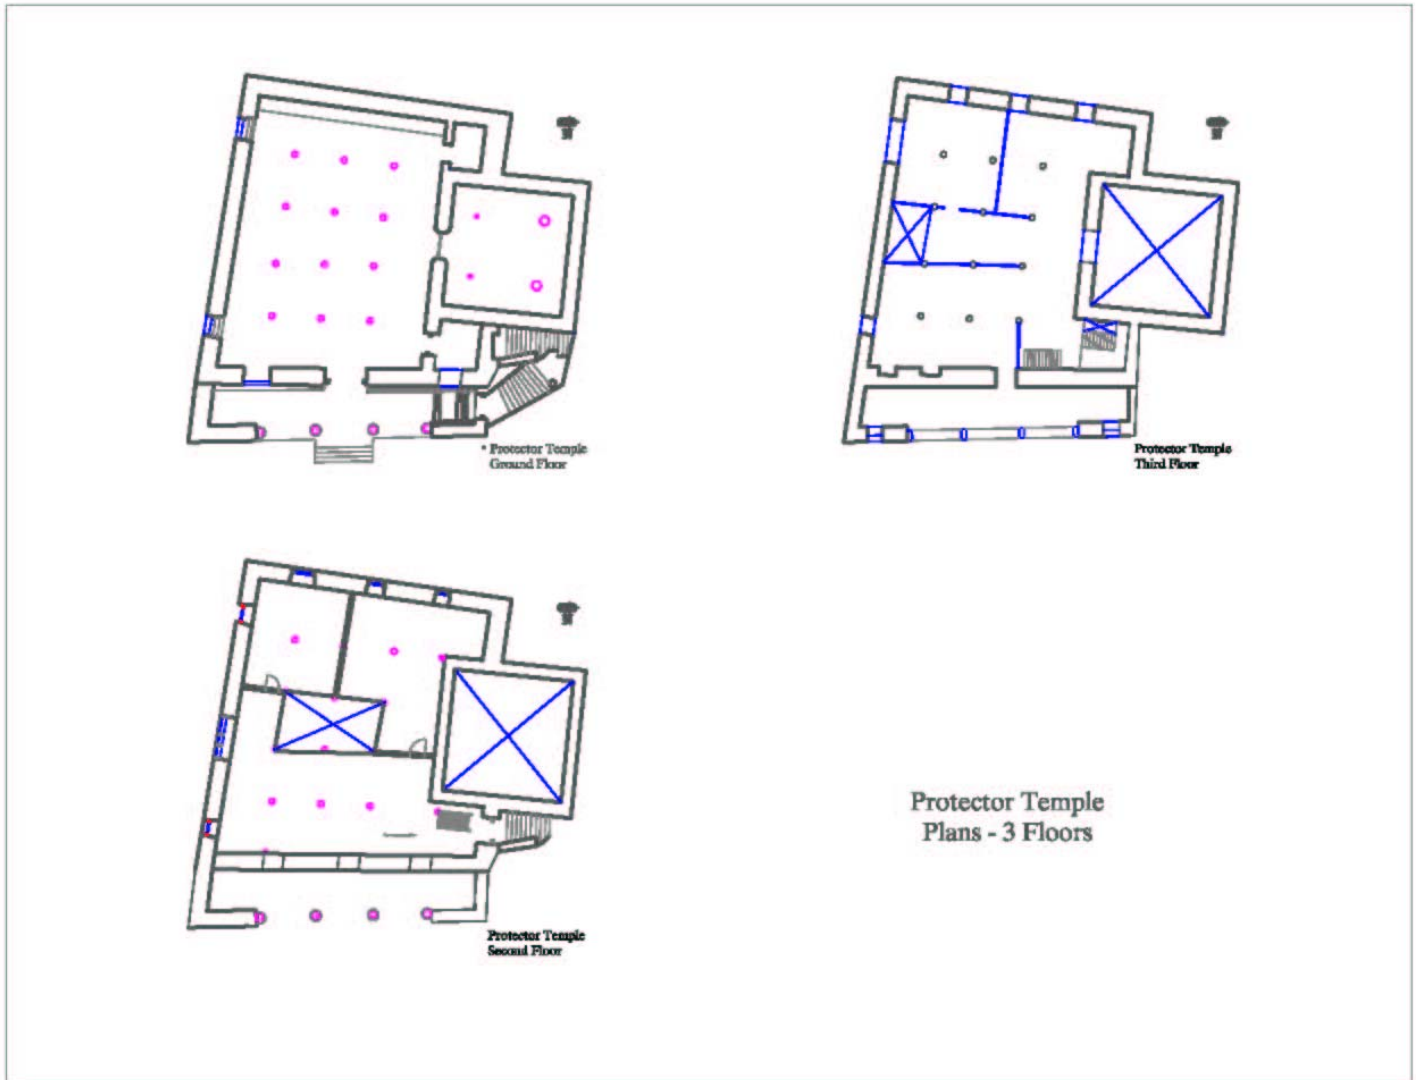 * Protector Temple
Ground Floor
Protector Temple
Third Floor
Protector Temple
Second Floor
Protector Temple
Plans - 3 Floors